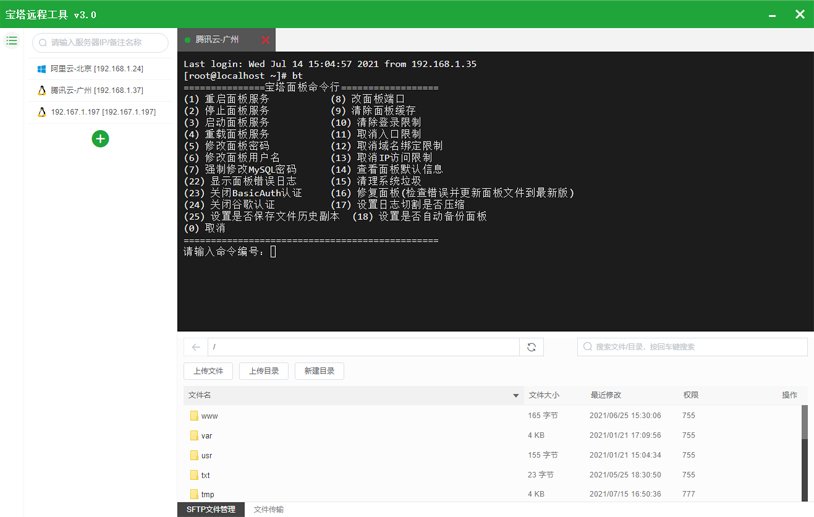 宝塔远程工具 v3.0
请输入服务器IP/备注名称
阿里云-北京 [192.168.1.24]
腾讯云-广州 [192.168.1.37]
192.167.1.197 [192.167.1.197]
腾讯云-广州
Last login: Wed Jul 14 15:04:57 2021 from 192.168.1.35
[root@localhost ~]# bt
===============宝塔面板命令行==================
(1) 重启面板服务 (8) 改面板端口
(2) 停止面板服务 (9) 清除面板缓存
(3) 启动面板服务 (10) 清除登录限制
(4) 重载面板服务 (11) 取消入口限制
(5) 修改面板密码 (12) 取消域名绑定限制
(6) 修改面板用户名 (13) 取消IP访问限制
(7) 强制修改MySQL密码 (14) 查看面板默认信息
(22) 显示面板错误日志 (15) 清理系统垃圾
(23) 关闭BasicAuth认证 (16) 修复面板(检查错误并更新面板文件到最新版)
(24) 关闭谷歌认证 (17) 设置日志切割是否压缩
(25) 设置是否保存文件历史副本 (18) 设置是否自动备份面板
(0) 取消
===============================================
请输入命令编号：
/
搜索文件/目录，按回车键搜索
上传文件 上传目录 新建目录
文件名 文件大小 最近修改 权限 操作
www 165 字节 2021/06/25 15:30:06 755
var 4 KB 2021/01/21 17:09:56 755
usr 155 字节 2021/01/21 15:04:34 755
txt 23 字节 2021/05/25 18:30:50 755
tmp 4 KB 2021/07/15 16:50:36 777
SFTP文件管理 文件传输